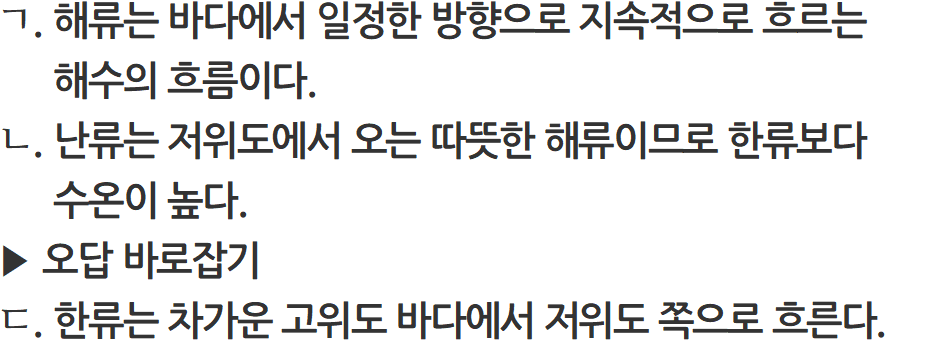 ㄱ. 해류는 바다에서 일정한 방향으로 지속적으로 흐르는
해수의 흐름이다.
ㄴ. 난류는 저위도에서 오는 따뜻한 해류이므로 한류보다
수온이 높다.
▶ 오답 바로잡기
ㄷ. 한류는 차가운 고위도 바다에서 저위도 쪽으로 흐른다.